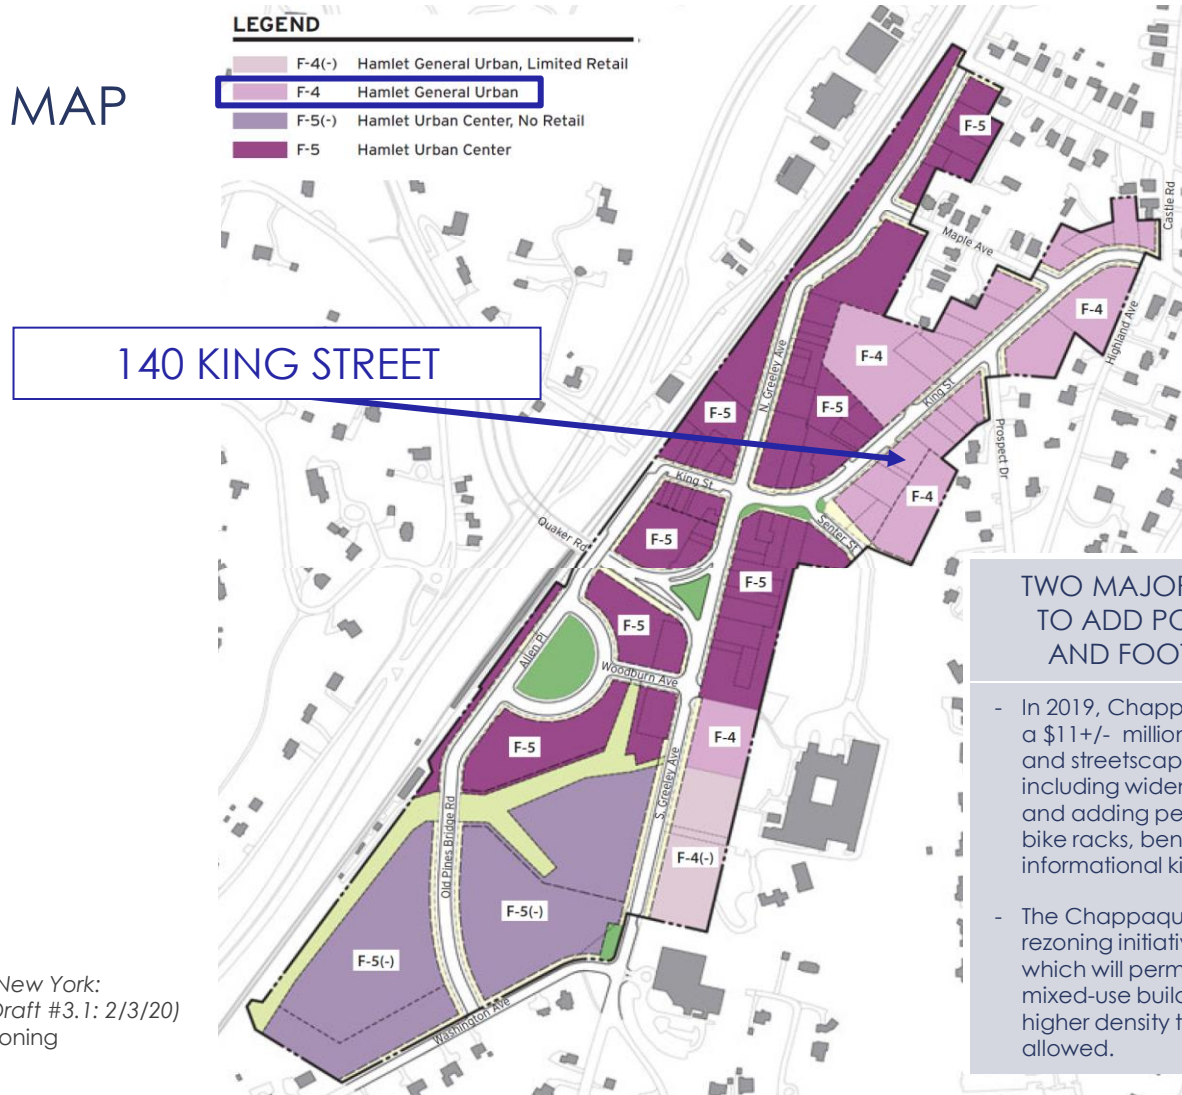 LEGEND
F-4(-) Hamlet General Urban, Limited Retail
F-4 Hamlet General Urban
F-5(-) Hamlet Urban Center, No Retail
F-5 Hamlet Urban Center
MAP
140 KING STREET
F-5
Castle Rd
Maple Ave
F-4
Highland Ave
F-4
N. Greeley Ave
King St
F-5
F-5
Prospect Dr
King St
F-4
Quaker Rd
Senter St
F-5
F-5
F-5
Allen Pl
Woodburn Ave
F-4
F-5
S. Greeley Ave
Old Pines Bridge Rd
F-4(-)
F-5(-)
F-5(-)
Washington Ave
New York:
Draft #3.1: 2/3/20)
oning
TWO MAJOR
TO ADD PO
AND FOOT
- In 2019, Chapp
a $11+/- million
and streetscap
including wider
and adding pe
bike racks, ben
informational ki
- The Chappaqu
rezoning initiativ
which will perm
mixed-use build
higher density t
allowed.